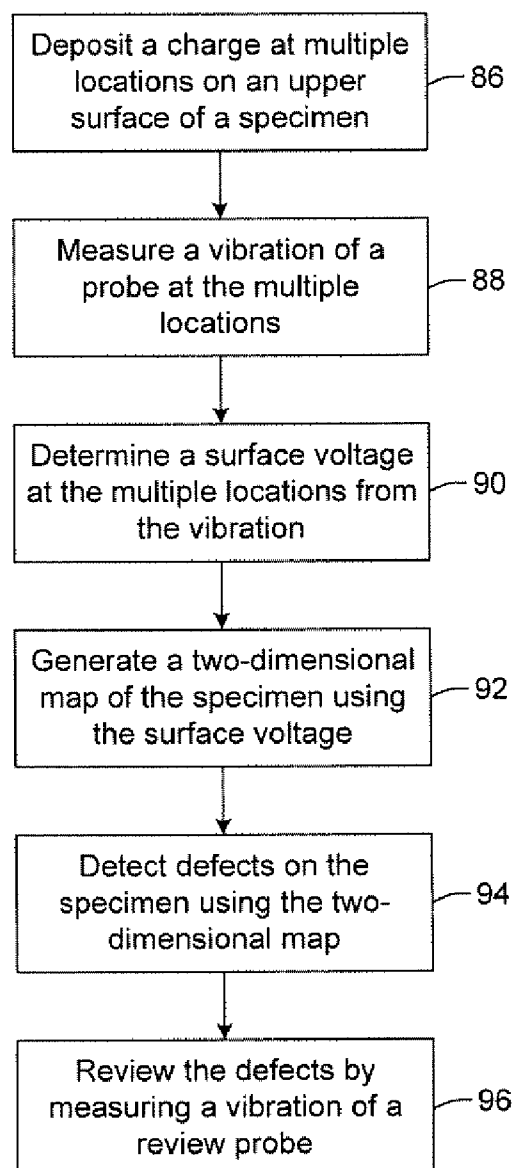 Deposit a charge at multiple
locations on an upper
surface of a specimen
86
Measure a vibration of a
probe at the multiple
locations
88
Determine a surface voltage
at the multiple locations from
the vibration
90
Generate a two-dimensional
map of the specimen using
the surface voltage
92
Detect defects on the
specimen using the two-
dimensional map
94
Review the defects by
measuring a vibration of a
review probe
96